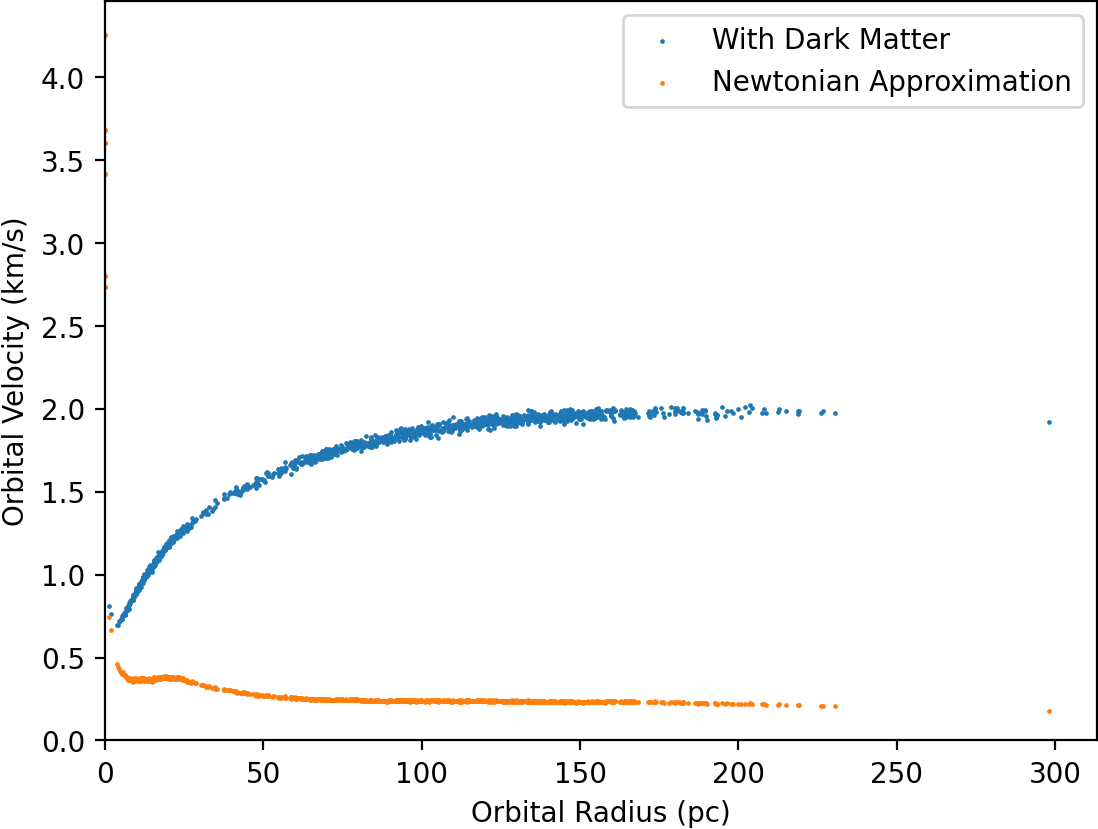 With Dark Matter
Newtonian Approximation
4.0
3.5
3.0
2.5
2.0
1.5
1.0
0.5
0.0
Orbital Velocity (km/s)
0 50 100 150 200 250 300
Orbital Radius (pc)